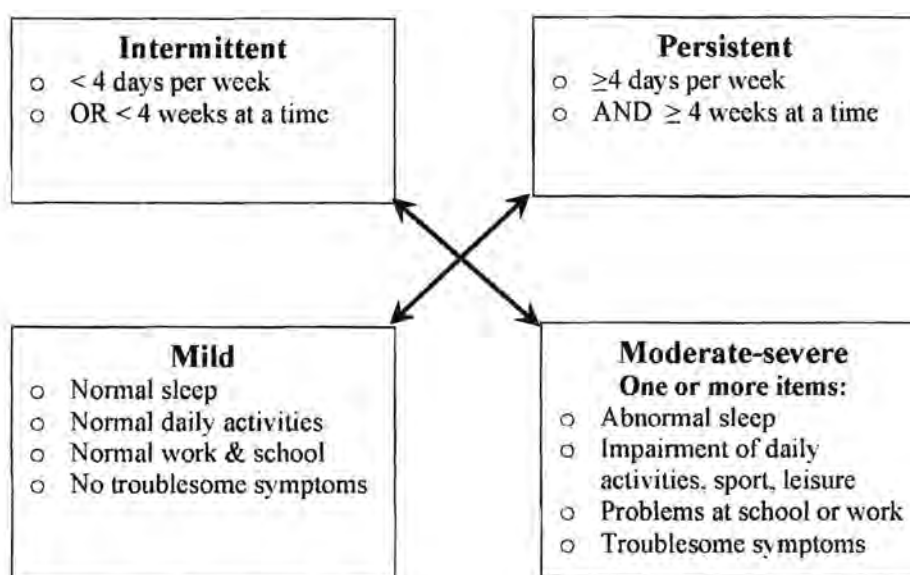 Intermittent
o < 4 days per week
o OR < 4 weeks at a time
Persistent
o ≥4 days per week
o AND ≥ 4 weeks at a time
Mild
o Normal sleep
o Normal daily activities
o Normal work & school
o No troublesome symptoms
Moderate-severe
One or more items:
o Abnormal sleep
o Impairment of daily
activities, sport, leisure
o Problems at school or work
o Troublesome symptoms